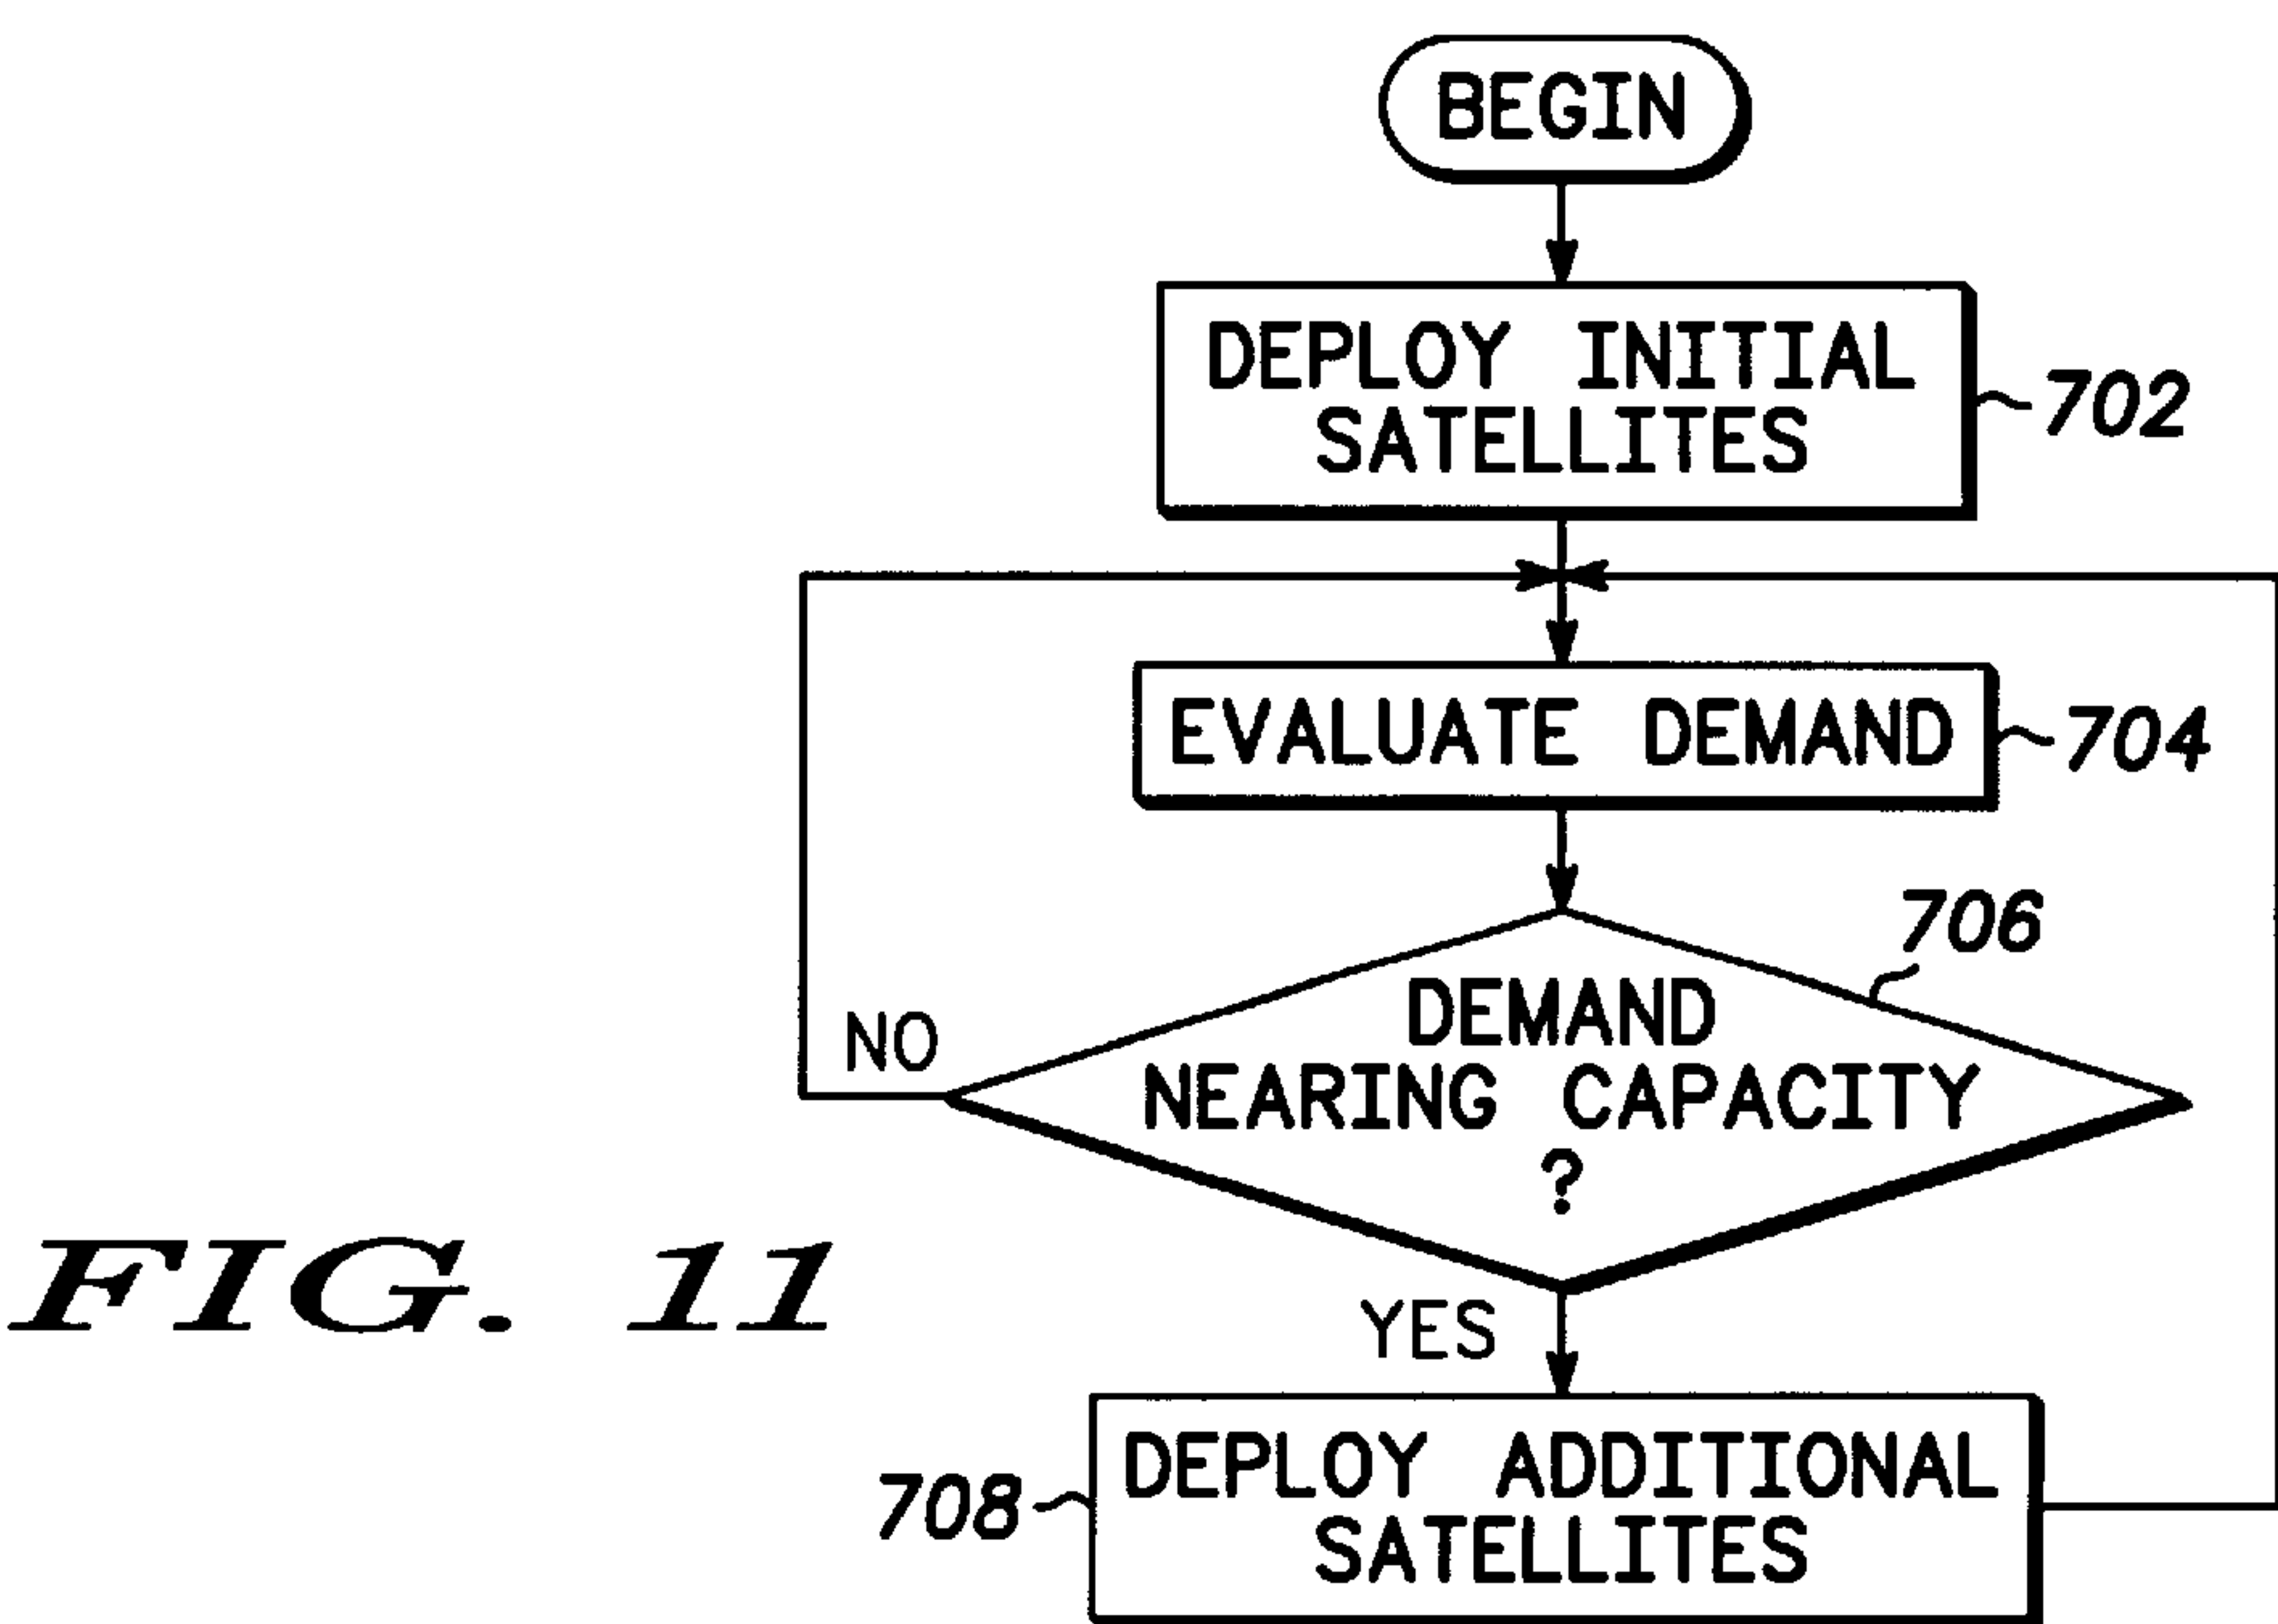 BEGIN
DEPLOY INITIAL
SATELLITES
702
EVALUATE DEMAND
704
706
DEMAND
NEARING CAPACITY
?
NO
YES
FIG. 11
DEPLOY ADDITIONAL
SATELLITES
708